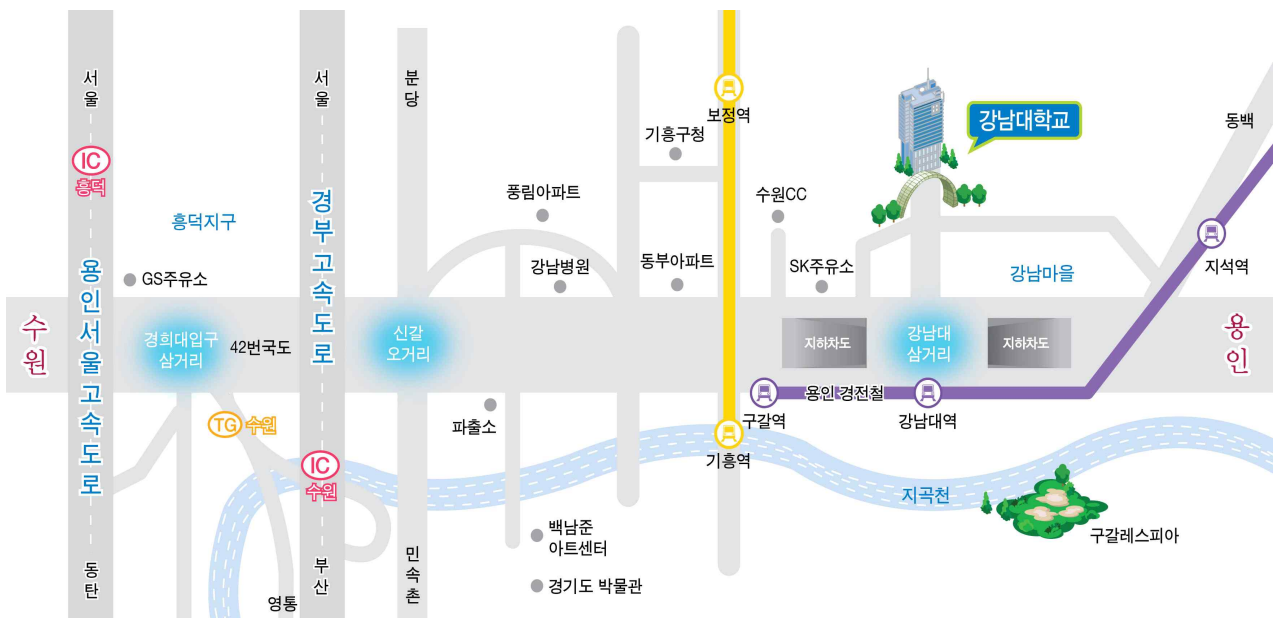 서울
서울
분당
보정역
강남대학교
동백
기흥구청
IC
흥덕
풍림아파트
수원CC
경부고속도로
흥덕지구
지석역
강남병원
동부아파트
SK주유소
강남마을
GS주유소
용인서울고속도로
수원
경희대입구
삼거리
42번국도
신갈
오거리
지하차도
강남대
삼거리
지하차도
용인
용인 경전철
구갈역
강남대역
TG 수원
파출소
기흥역
IC
수원
지곡천
백남준
아트센터
구갈레스피아
동탄
부산
민속촌
경기도 박물관
영통